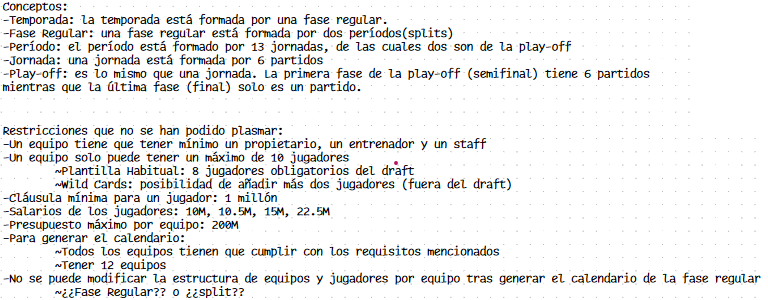 Conceptos:
-Temporada: la temporada está formada por una fase regular.
-Fase Regular: una fase regular está formada por dos períodos(splits)
-Período: el período está formado por 13 jornadas, de las cuales dos son de la play-off
-Jornada: una jornada está formada por 6 partidos
-Play-off: es lo mismo que una jornada. La primera fase de la play-off (semifinal) tiene 6 partidos
mientras que la última fase (final) solo es un partido.
Restricciones que no se han podido plasmar:
-Un equipo tiene que tener mínimo un propietario, un entrenador y un staff
-Un equipo solo puede tener un máximo de 10 jugadores
~Plantilla Habitual: 8 jugadores obligatorios del draft
~Wild Cards: posibilidad de añadir más dos jugadores (fuera del draft)
-Cláusula mínima para un jugador: 1 millón
-Salarios de los jugadores: 10M, 10.5M, 15M, 22.5M
-Presupuesto máximo por equipo: 200M
-Para generar el calendario:
~Todos los equipos tienen que cumplir con los requisitos mencionados
~Tener 12 equipos
-No se puede modificar la estructura de equipos y jugadores por equipo tras generar el calendario de la fase regular
~¿¿Fase Regular?? o ¿¿split??